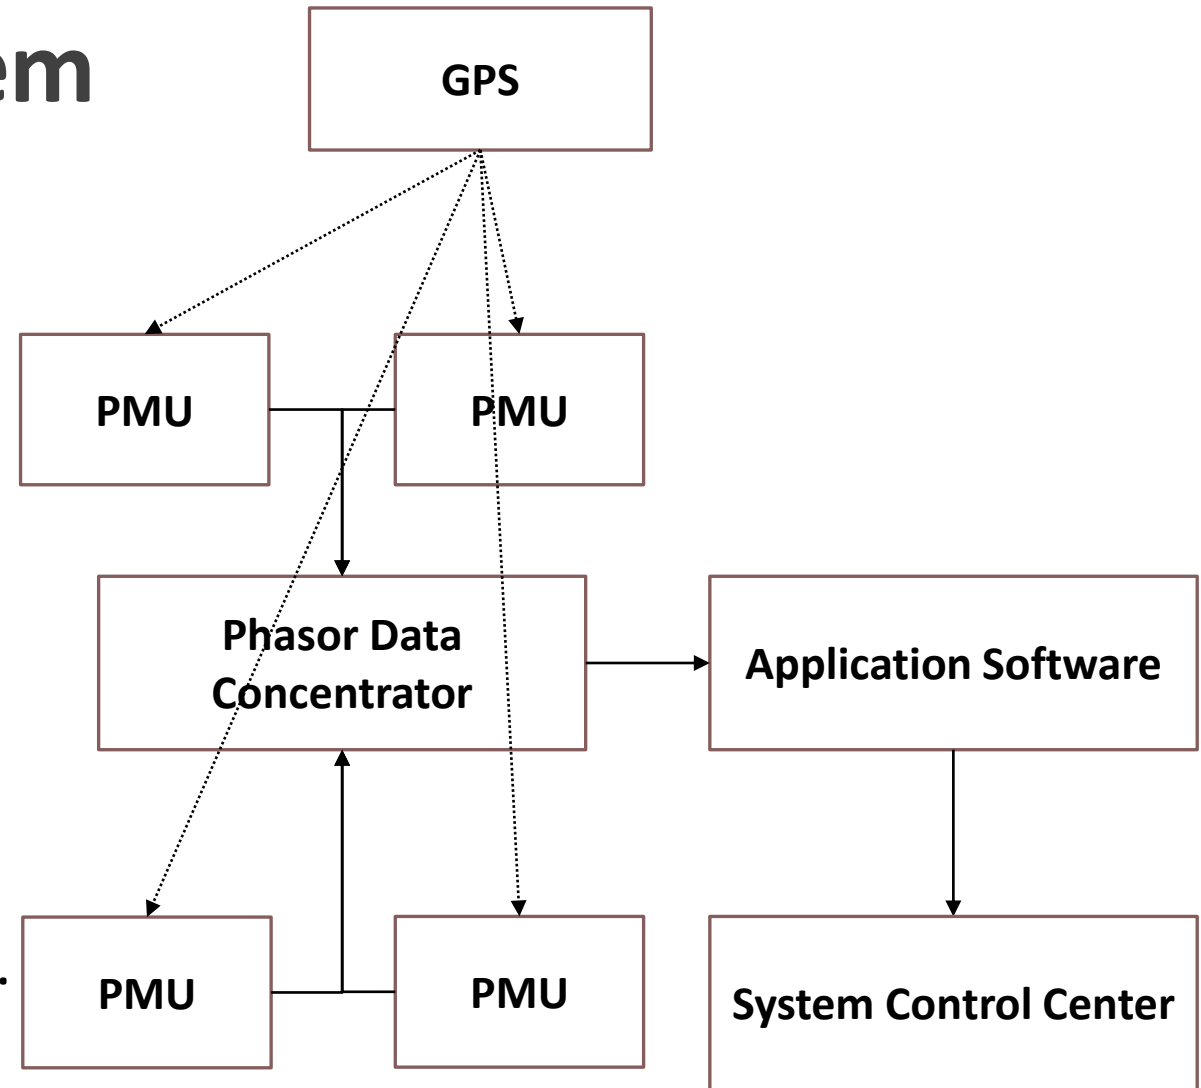 em
GPS
PMU
PMU
Phasor Data
Concentrator
Application Software
.
PMU
PMU
System Control Center